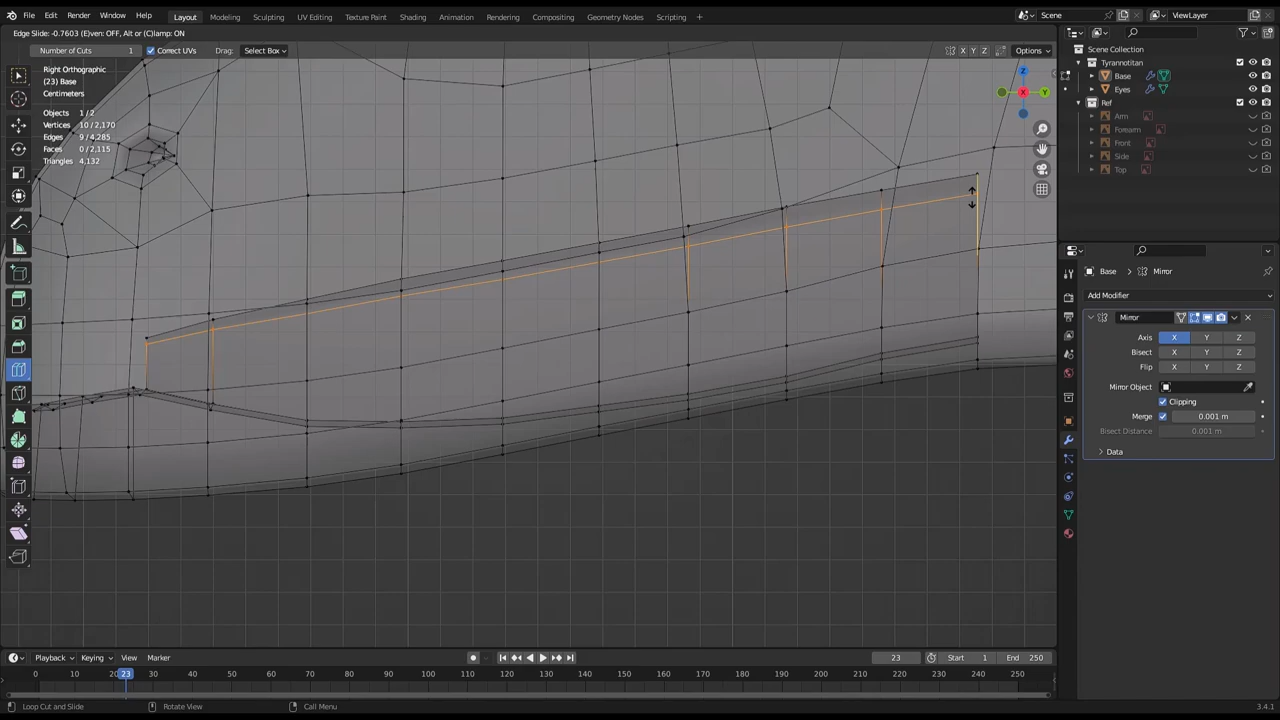 File Edit Render Window Help Layout Modeling Sculpting UV Editing Texture Paint Shading Animation Rendering Compositing Geometry Nodes Scripting + Scene ViewLayer
Edge Slide: -0.7603 (E)ven: OFF, Alt or (C)lamp: ON
Number of Cuts 1 Correct UVs Drag: Select Box X Y Z Options
Right Orthographic
(23) Base
Centimeters
Objects 1/2
Vertices 10/2,170
Edges 9/4,285
Faces 0/2,115
Triangles 4,132
Z
X
Y
Scene Collection
Tyrannotitan
Base
Eyes
Ref
Arm
Forearm
Front
Side
Top
Base > Mirror
Add Modifier
Mirror
Axis X Y Z
Bisect X Y Z
Flip X Y Z
Mirror Object
Clipping
Merge 0.001 m
Bisect Distance 0.001 m
Data
Playback Keying View Marker 23 Start 1 End 250
0 10 20 23 30 40 50 60 70 80 90 100 110 120 130 140 150 160 170 180 190 200 210 220 230 240 250
Loop Cut and Slide Rotate View Call Menu 3.4.1